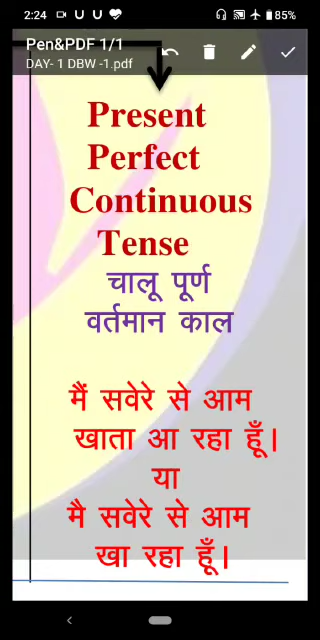 2:24
85%
Pen&PDF 1/1
DAY- 1 DBW -1.pdf
Present
Perfect
Continuous
Tense
चालू पूर्ण
वर्तमान काल
मैं सवेरे से आम
खाता आ रहा हूँ।
या
मै सवेरे से आम
खा रहा हूँ।